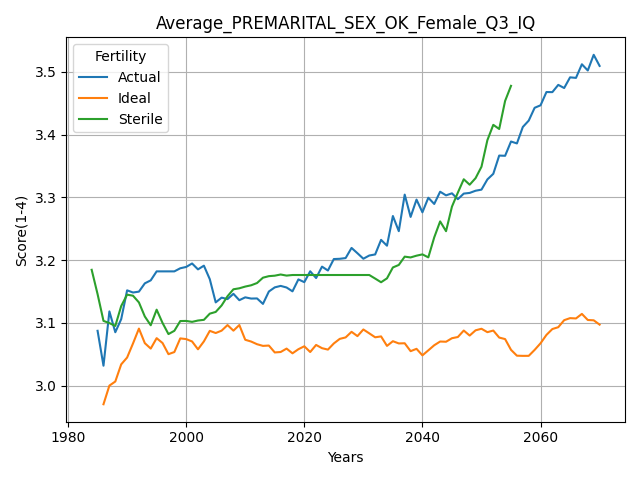 Average_PREMARITAL_SEX_OK_Female_Q3_IQ
Fertility
Actual
Ideal
Sterile
Score(1-4)
3.5
3.4
3.3
3.2
3.1
3.0
1980
2000
2020
2040
2060
Years